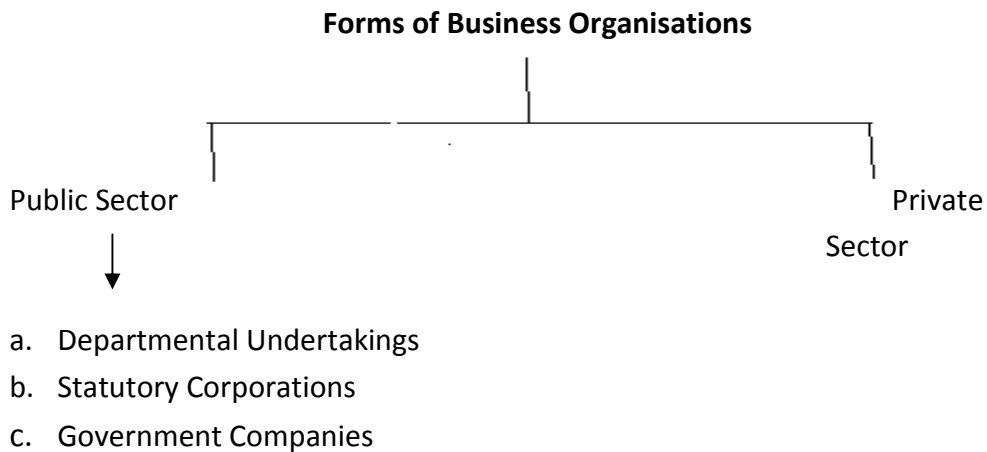 Forms of Business Organisations
Public Sector
Private
Sector
a. Departmental Undertakings
b. Statutory Corporations
c. Government Companies